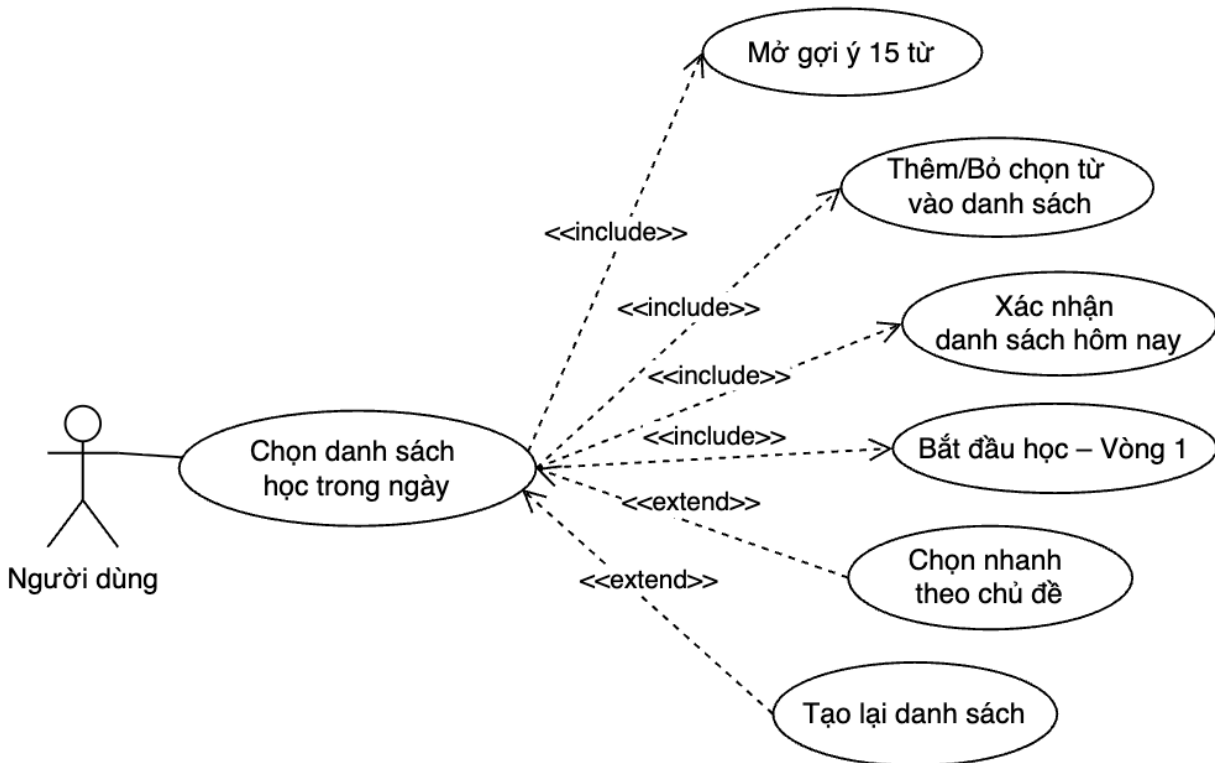 Mở gợi ý 15 từ
Thêm/Bỏ chọn từ
vào danh sách
<<include>>
<<include>>
Xác nhận
danh sách hôm nay
<<include>>
<<include>>
Bắt đầu học – Vòng 1
Chọn danh sách
học trong ngày
<<extend>>
Chọn nhanh
theo chủ đề
Người dùng
<<extend>>
Tạo lại danh sách